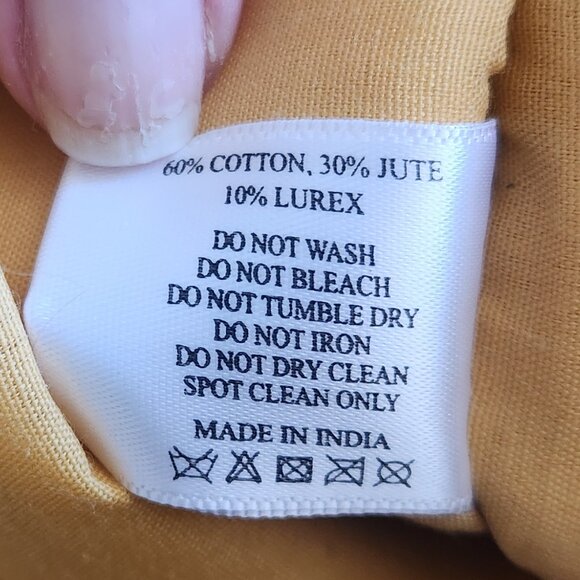 60% COTTON, 30% JUTE
10% LUREX
DO NOT WASH
DO NOT BLEACH
DO NOT TUMBLE DRY
DO NOT IRON
DO NOT DRY CLEAN
SPOT CLEAN ONLY
MADE IN INDIA